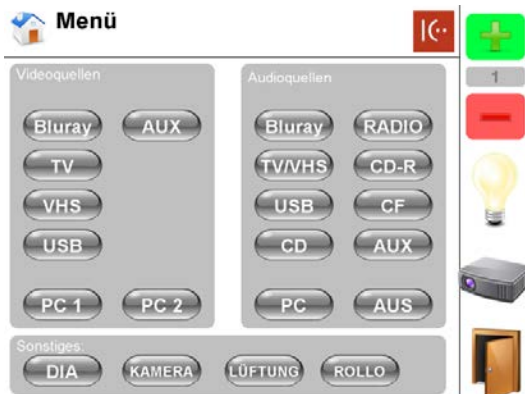 Menü
1
Videoquellen
Bluray AUX
TV
VHS
USB
PC 1 PC 2
Audioquellen
Bluray RADIO
TV/VHS CD-R
USB CF
CD AUX
PC AUS
Sonstiges:
DIA KAMERA LÜFTUNG ROLLO